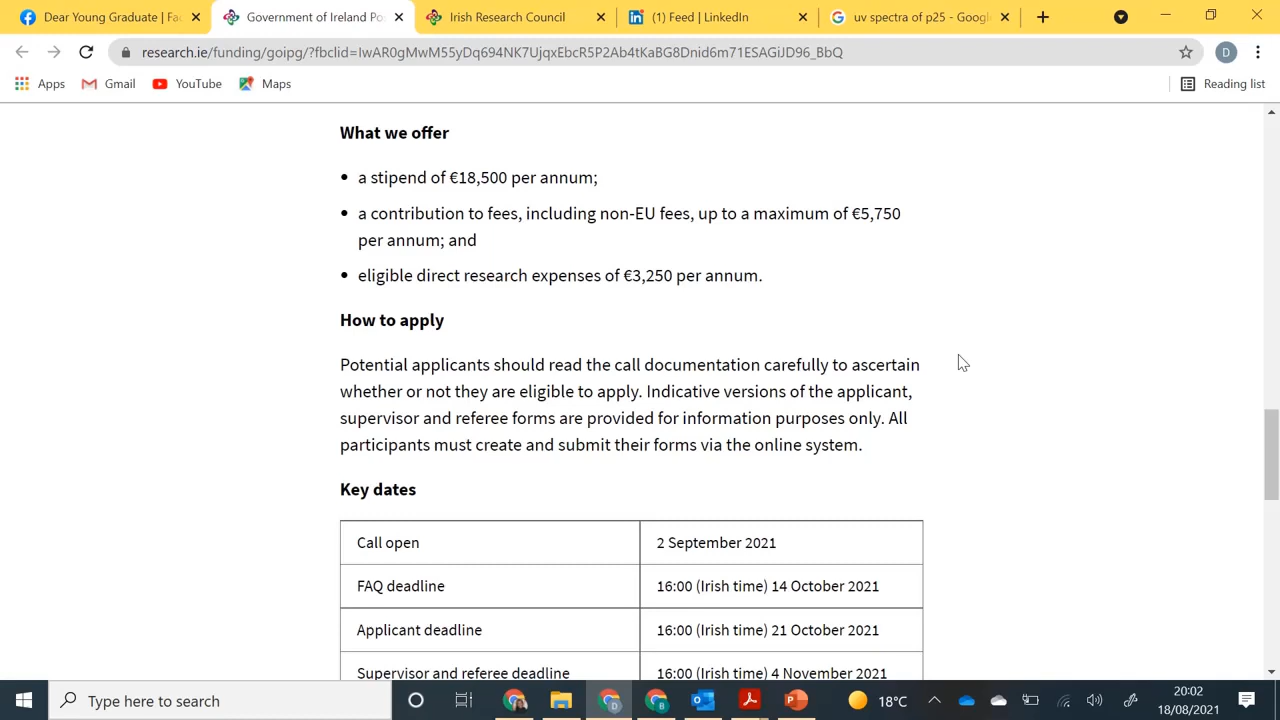 Dear Young Graduate | Fa
Government of Ireland Po
Irish Research Council
(1) Feed | LinkedIn
uv spectra of p25 - Google
research.ie/funding/goipg/?fbclid=IwAR0gMwM55yDq694NK7UjqxEbcR5P2Ab4tKaBG8Dnid6m71ESAGiJD96_BbQ
D
Apps
Gmail
YouTube
Maps
Reading list
What we offer
• a stipend of €18,500 per annum;
• a contribution to fees, including non-EU fees, up to a maximum of €5,750
per annum; and
• eligible direct research expenses of €3,250 per annum.
How to apply
Potential applicants should read the call documentation carefully to ascertain
whether or not they are eligible to apply. Indicative versions of the applicant,
supervisor and referee forms are provided for information purposes only. All
participants must create and submit their forms via the online system.
Key dates
Call open 2 September 2021
FAQ deadline 16:00 (Irish time) 14 October 2021
Applicant deadline 16:00 (Irish time) 21 October 2021
Supervisor and referee deadline 16:00 (Irish time) 4 November 2021
Type here to search
18°C
20:02
18/08/2021